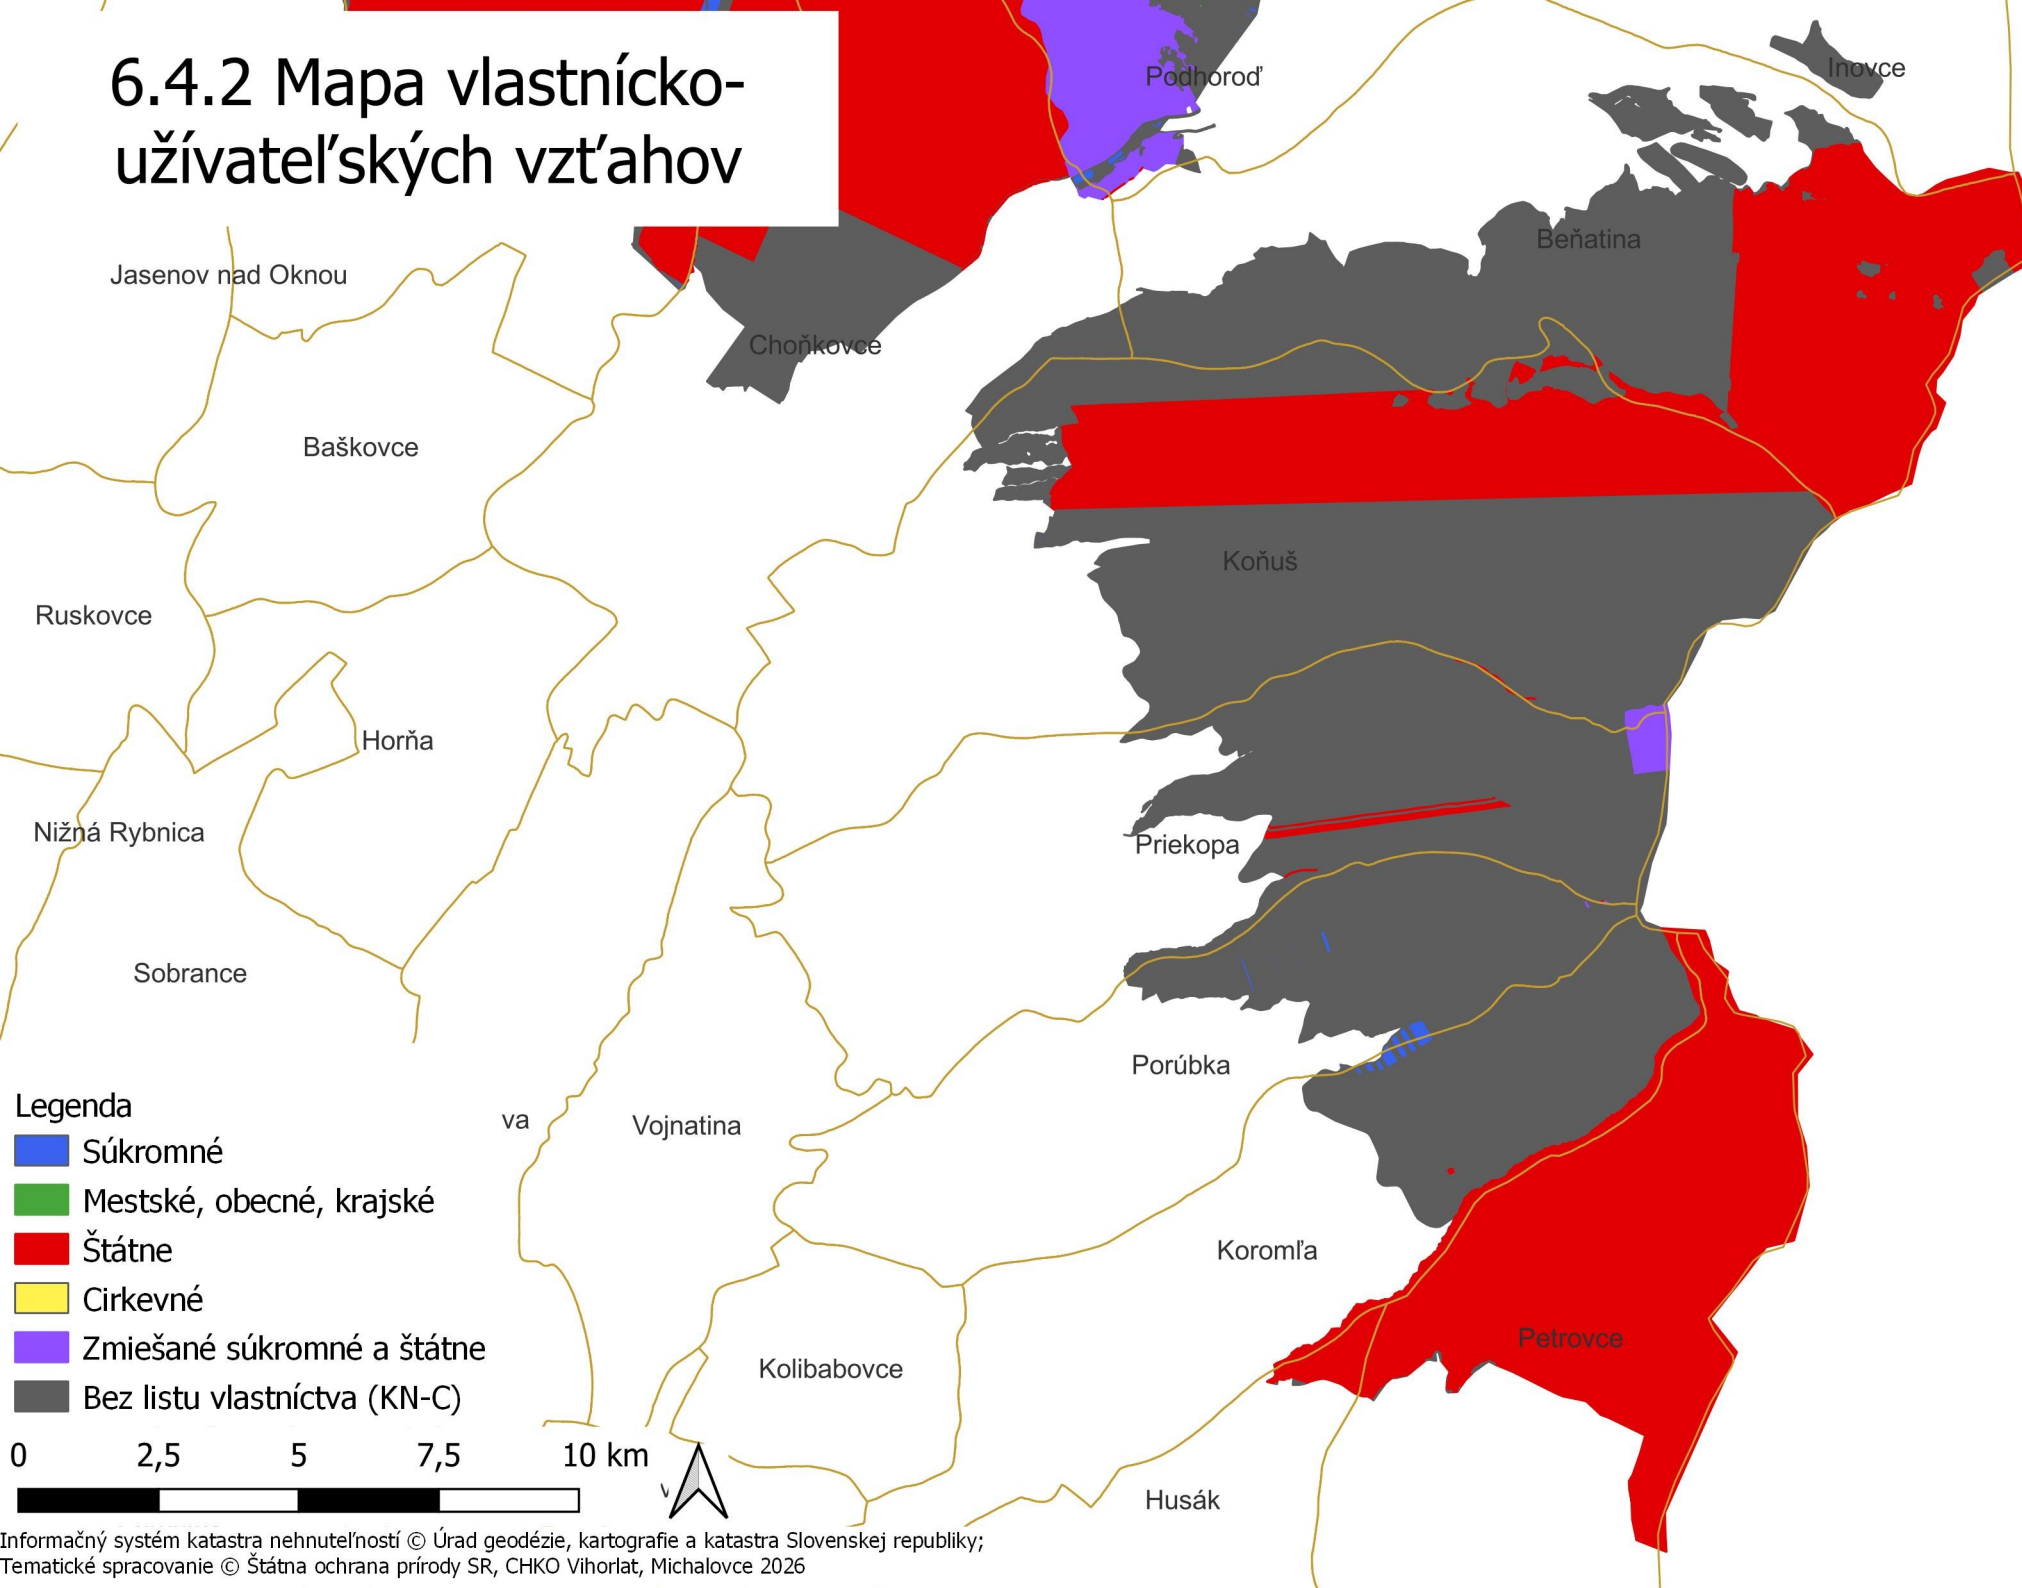 6.4.2 Mapa vlastnícko-
užívateľských vzťahov
Podhoroď
Inovce
Beňatina
Jasenov nad Oknou
Choňkovce
Baškovce
Koňuš
Ruskovce
Horňa
Nižná Rybnica
Priekopa
Sobrance
Porúbka
va
Vojnatina
Koromľa
Petrovce
Kolibabovce
Husák
Legenda
Súkromné
Mestské, obecné, krajské
Štátne
Cirkevné
Zmiešané súkromné a štátne
Bez listu vlastníctva (KN-C)
0 2,5 5 7,5 10 km
Informačný systém katastra nehnuteľností © Úrad geodézie, kartografie a katastra Slovenskej republiky;
Tematické spracovanie © Štátna ochrana prírody SR, CHKO Vihorlat, Michalovce 2026